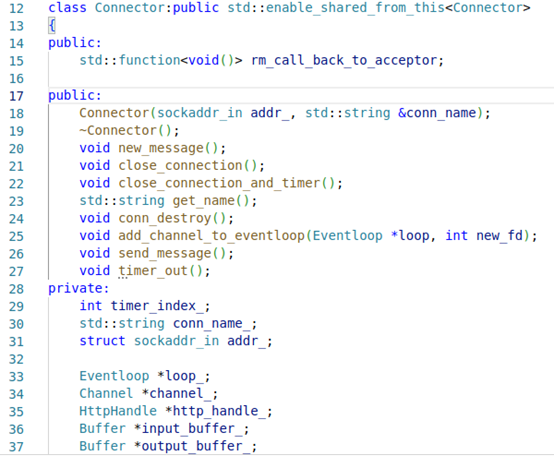 12 class Connector:public std::enable_shared_from_this<Connector>
13 {
14 public:
15     std::function<void()> rm_call_back_to_acceptor;
16
17 public:
18     Connector(sockaddr_in addr_, std::string &conn_name);
19     ~Connector();
20     void new_message();
21     void close_connection();
22     void close_connection_and_timer();
23     std::string get_name();
24     void conn_destroy();
25     void add_channel_to_eventloop(Eventloop *loop, int new_fd);
26     void send_message();
27     void timer_out();
28 private:
29     int timer_index_;
30     std::string conn_name_;
31     struct sockaddr_in addr_;
32
33     Eventloop *loop_;
34     Channel *channel_;
35     HttpHandle *http_handle_;
36     Buffer *input_buffer_;
37     Buffer *output_buffer_;